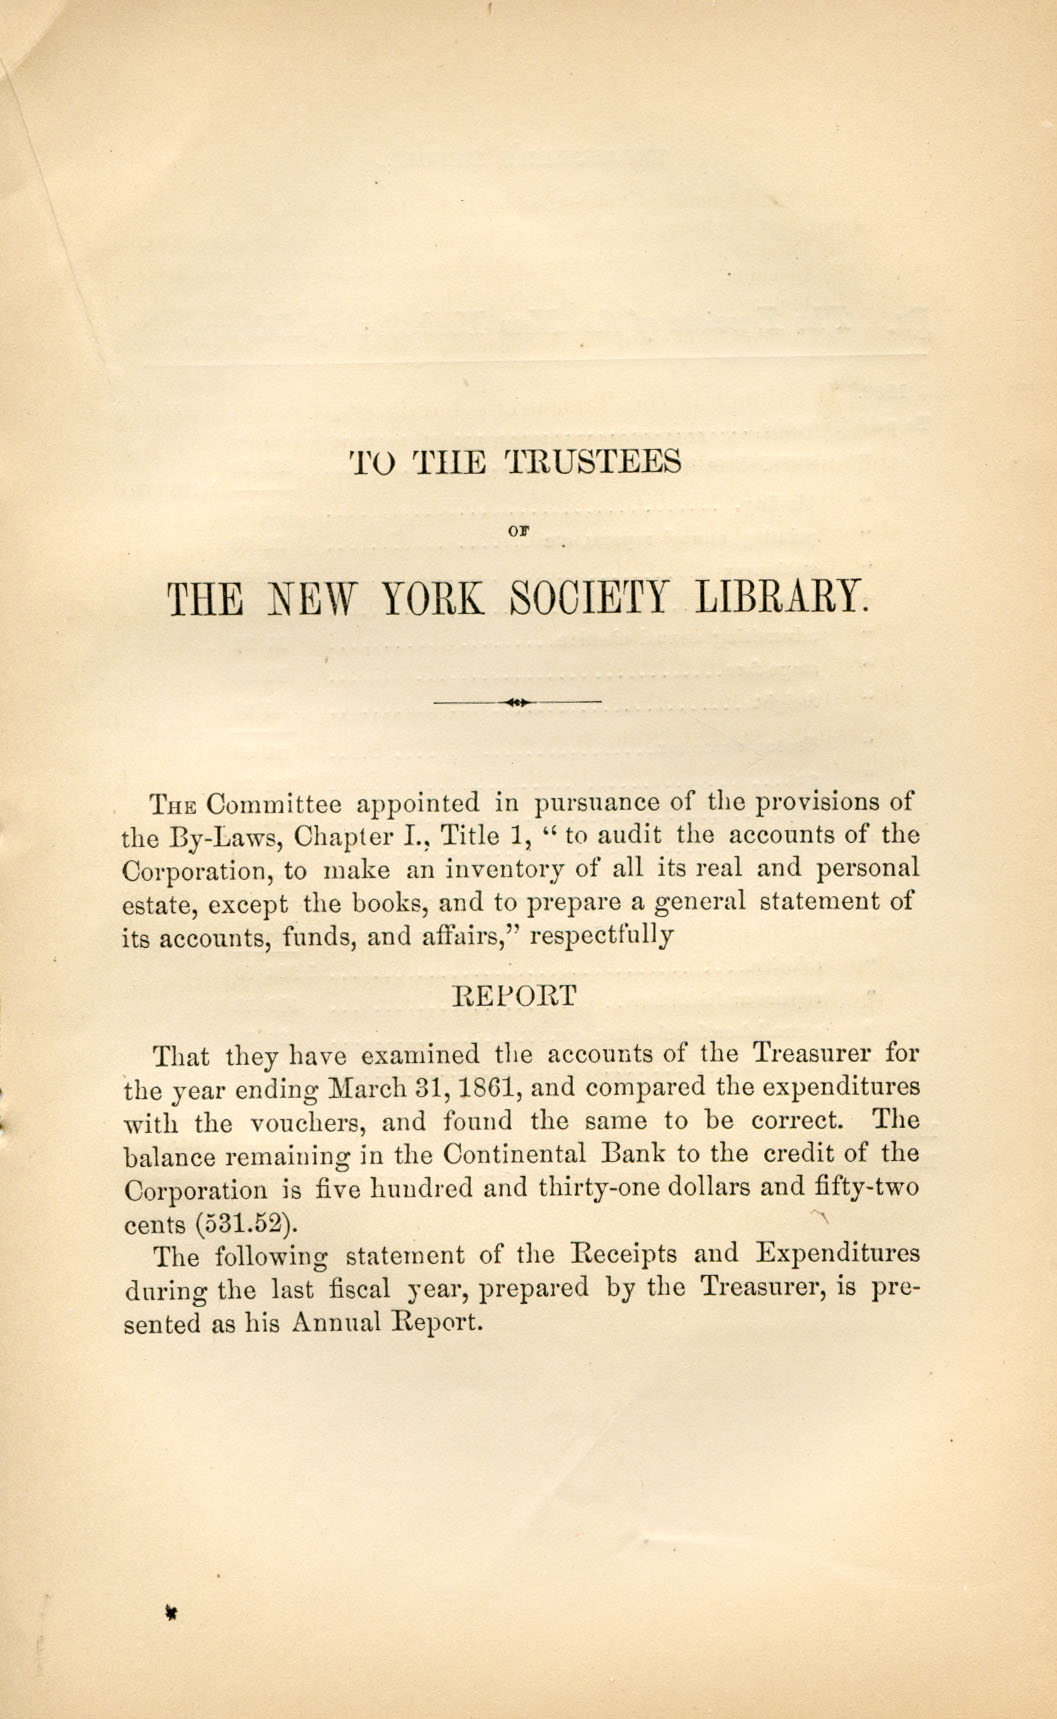 TO THE TRUSTEES
OF
THE NEW YORK SOCIETY LIBRARY.
THE Committee appointed in pursuance of the provisions of
the By-Laws, Chapter I., Title 1, “ to audit the accounts of the
Corporation, to make an inventory of all its real and personal
estate, except the books, and to prepare a general statement of
its accounts, funds, and affairs,” respectfully
REPORT
That they have examined the accounts of the Treasurer for
the year ending March 31, 1861, and compared the expenditures
with the vouchers, and found the same to be correct. The
balance remaining in the Continental Bank to the credit of the
Corporation is five hundred and thirty-one dollars and fifty-two
cents (531.52).
The following statement of the Receipts and Expenditures
during the last fiscal year, prepared by the Treasurer, is pre-
sented as his Annual Report.
*